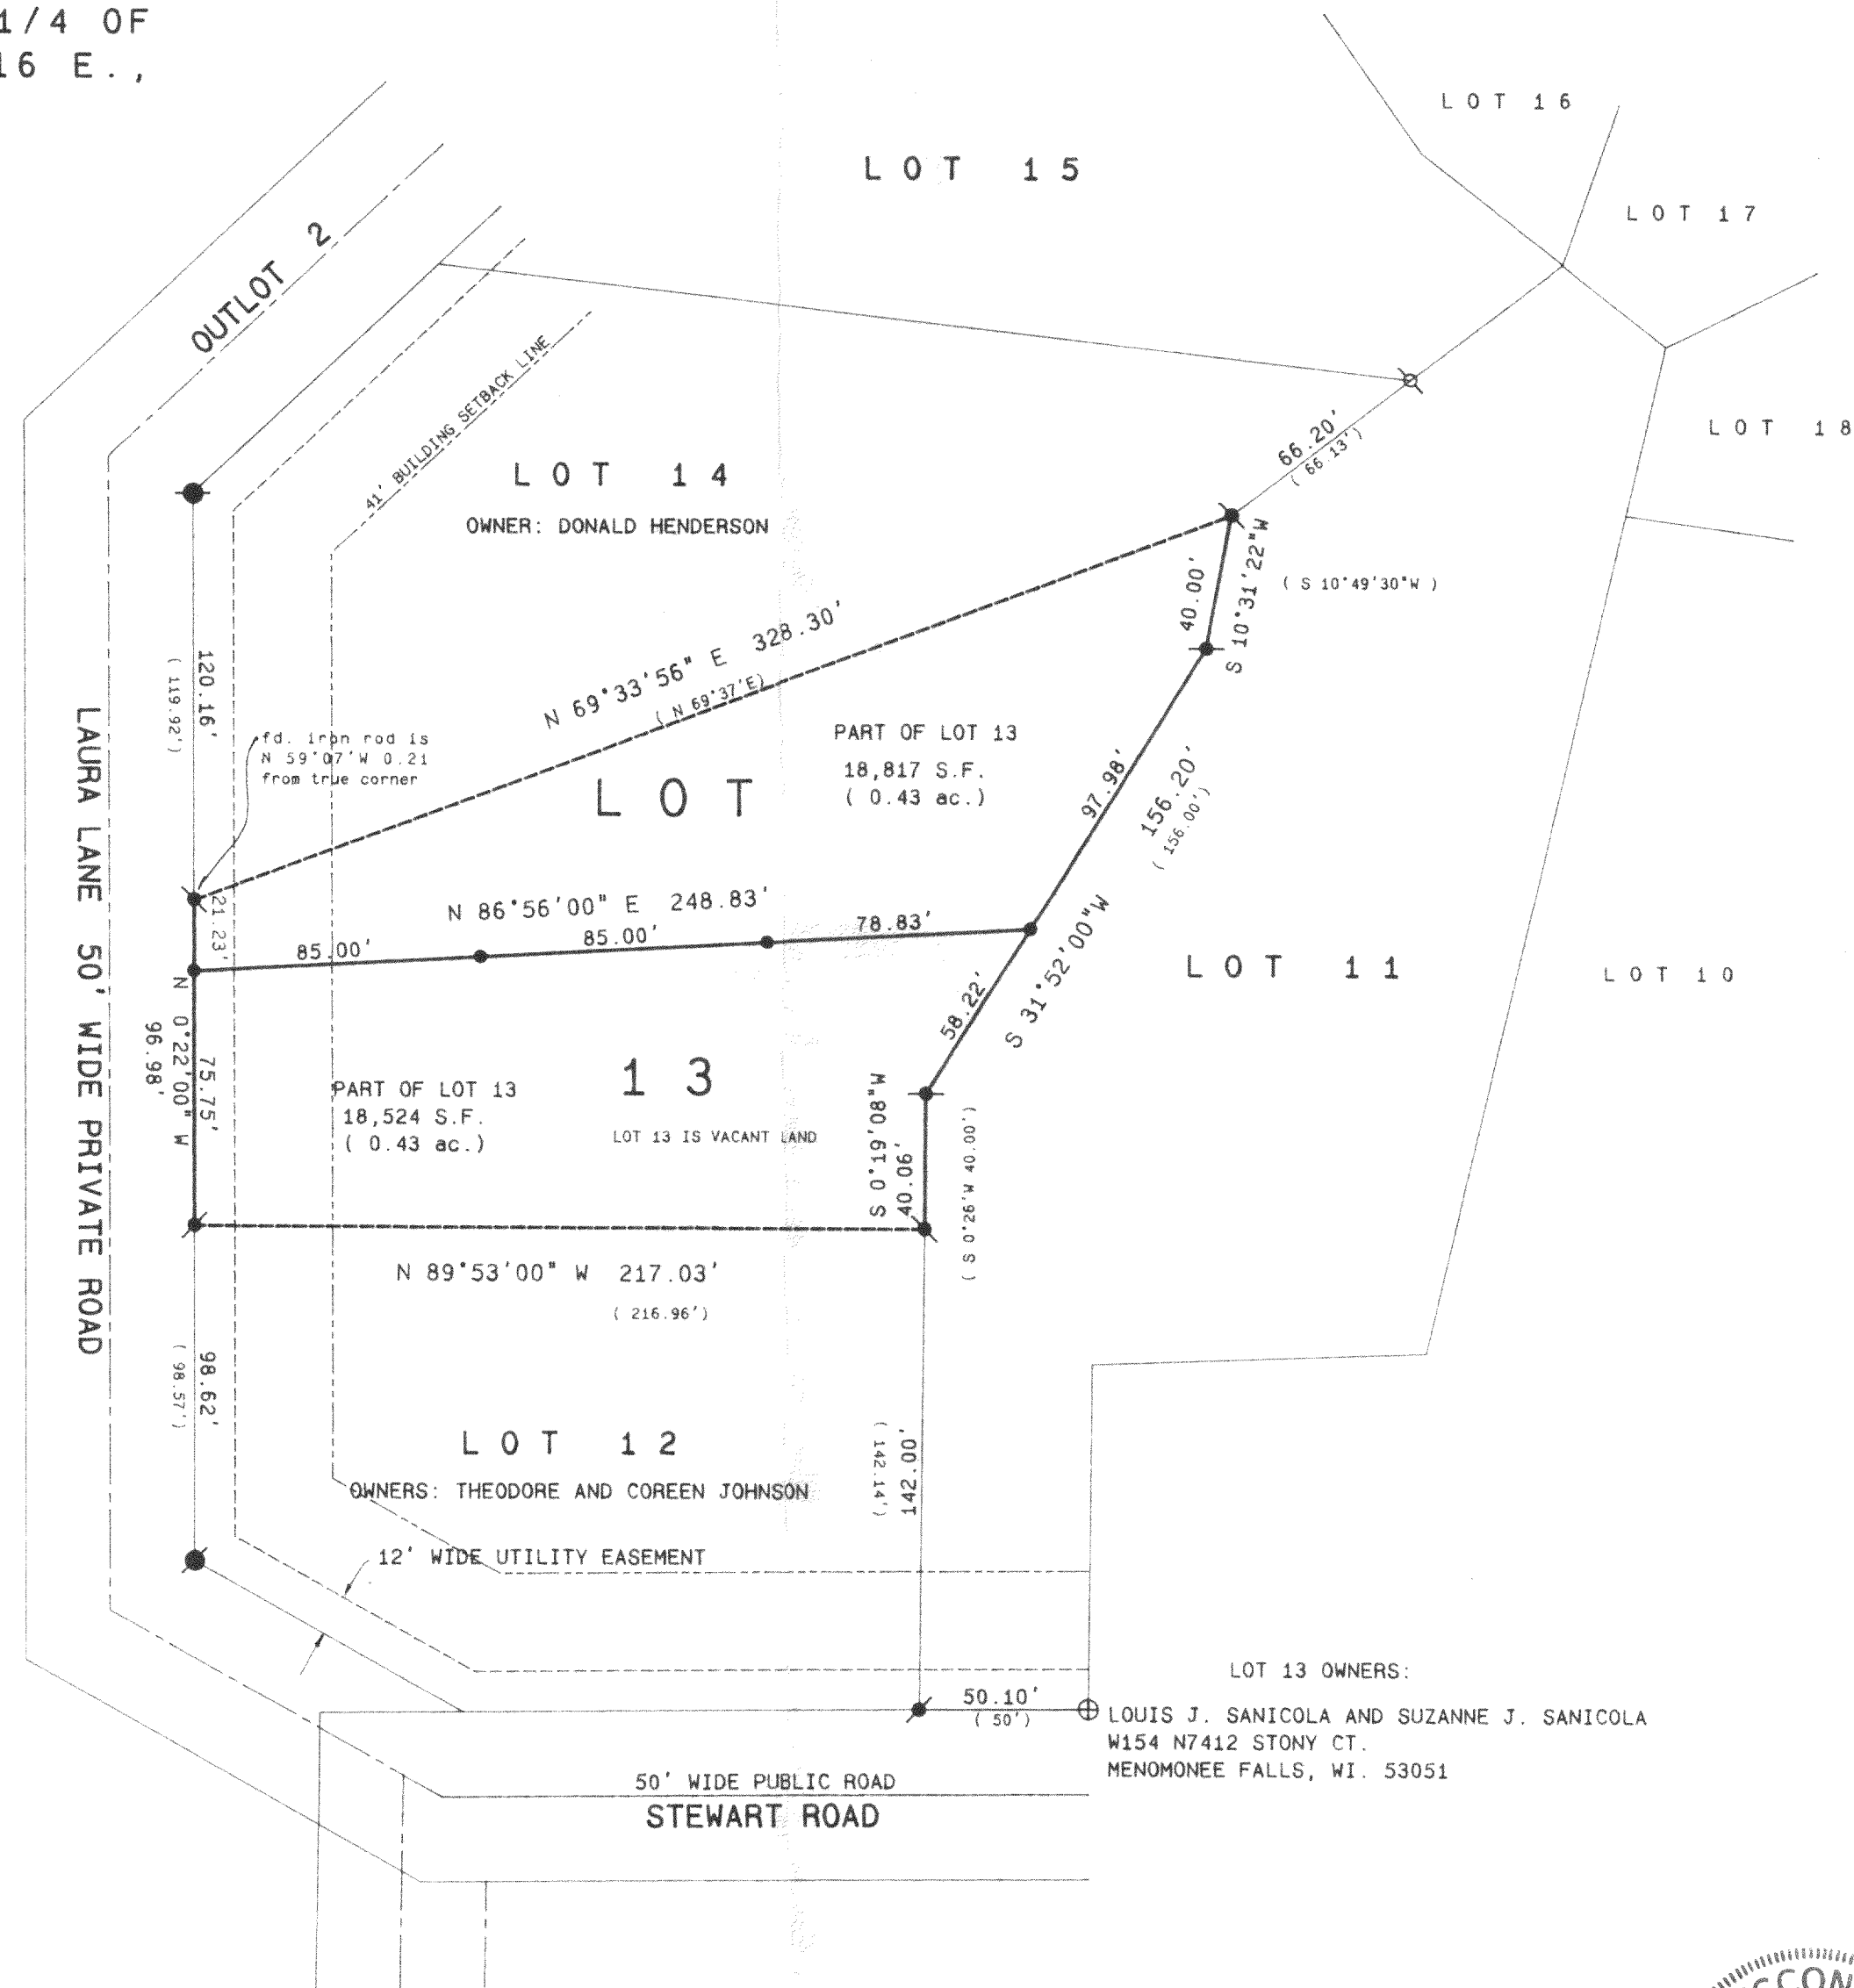 1/4 OF
16 E.,
LOT 16
LOT 15
LOT 17
OUTLOT 2
41' BUILDING SETBACK LINE
LOT 18
66.20'
( 66.13')
LOT 14
OWNER: DONALD HENDERSON
40.00'
S 10°31'22"W
( S 10°49'30"W )
N 69°33'56" E 328.30'
( N 69°37'E)
120.16'
( 119.92')
fd. iron rod is
N 59°07'W 0.21
from true corner
PART OF LOT 13
18,817 S.F.
( 0.43 ac.)
LOT
97.98'
156.20'
( 156.00')
S 31°52'00"W
LAURA LANE 50' WIDE PRIVATE ROAD
21.23'
N 86°56'00" E 248.83'
85.00'
85.00'
78.83'
LOT 11
LOT 10
58.22'
N 0°22'00" W
96.98'
75.75'
13
PART OF LOT 13
18,524 S.F.
( 0.43 ac.)
LOT 13 IS VACANT LAND
S 0°19'08"W
40.06'
( S 0°26'W 40.00')
N 89°53'00" W 217.03'
( 216.96')
98.62'
( 98.57')
LOT 12
OWNERS: THEODORE AND COREEN JOHNSON
142.00'
( 142.14')
12' WIDE UTILITY EASEMENT
50.10'
( 50')
LOT 13 OWNERS:
LOUIS J. SANICOLA AND SUZANNE J. SANICOLA
W154 N7412 STONY CT.
MENOMONEE FALLS, WI. 53051
50' WIDE PUBLIC ROAD
STEWART ROAD